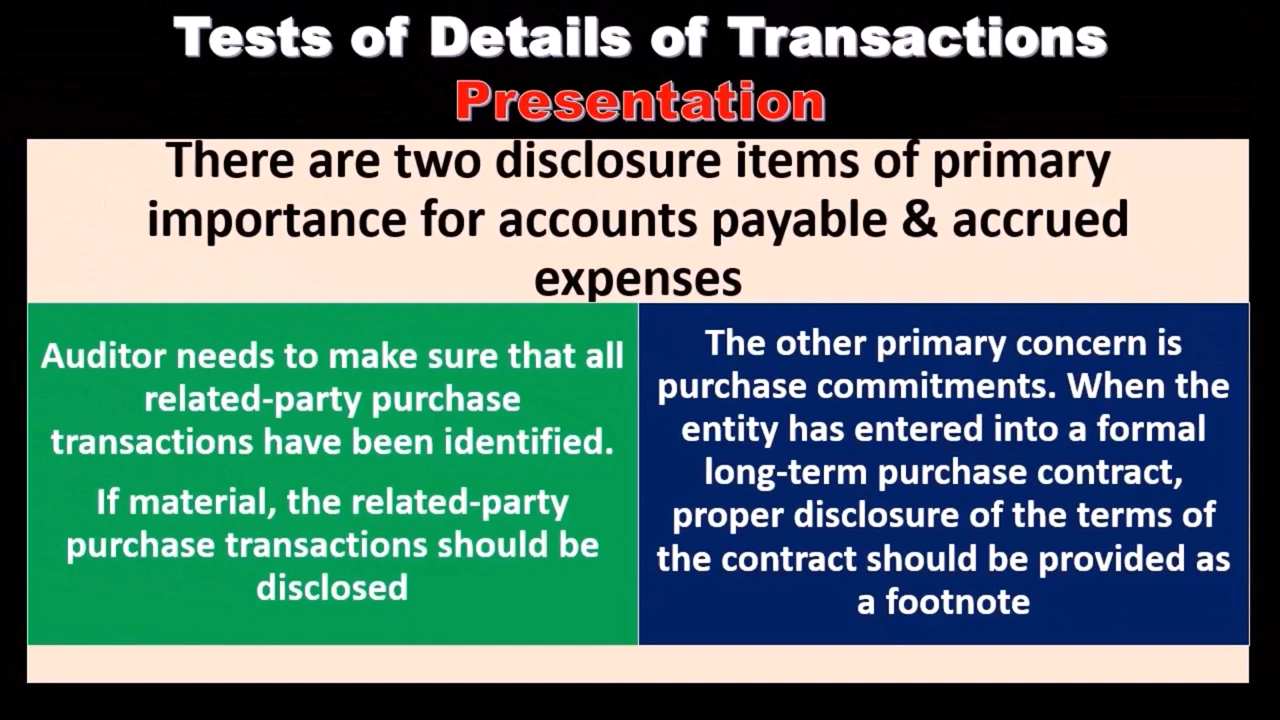 Tests of Details of Transactions
Presentation
There are two disclosure items of primary
importance for accounts payable & accrued
expenses
Auditor needs to make sure that all
related-party purchase
transactions have been identified.
If material, the related-party
purchase transactions should be
disclosed
The other primary concern is
purchase commitments. When the
entity has entered into a formal
long-term purchase contract,
proper disclosure of the terms of
the contract should be provided as
a footnote